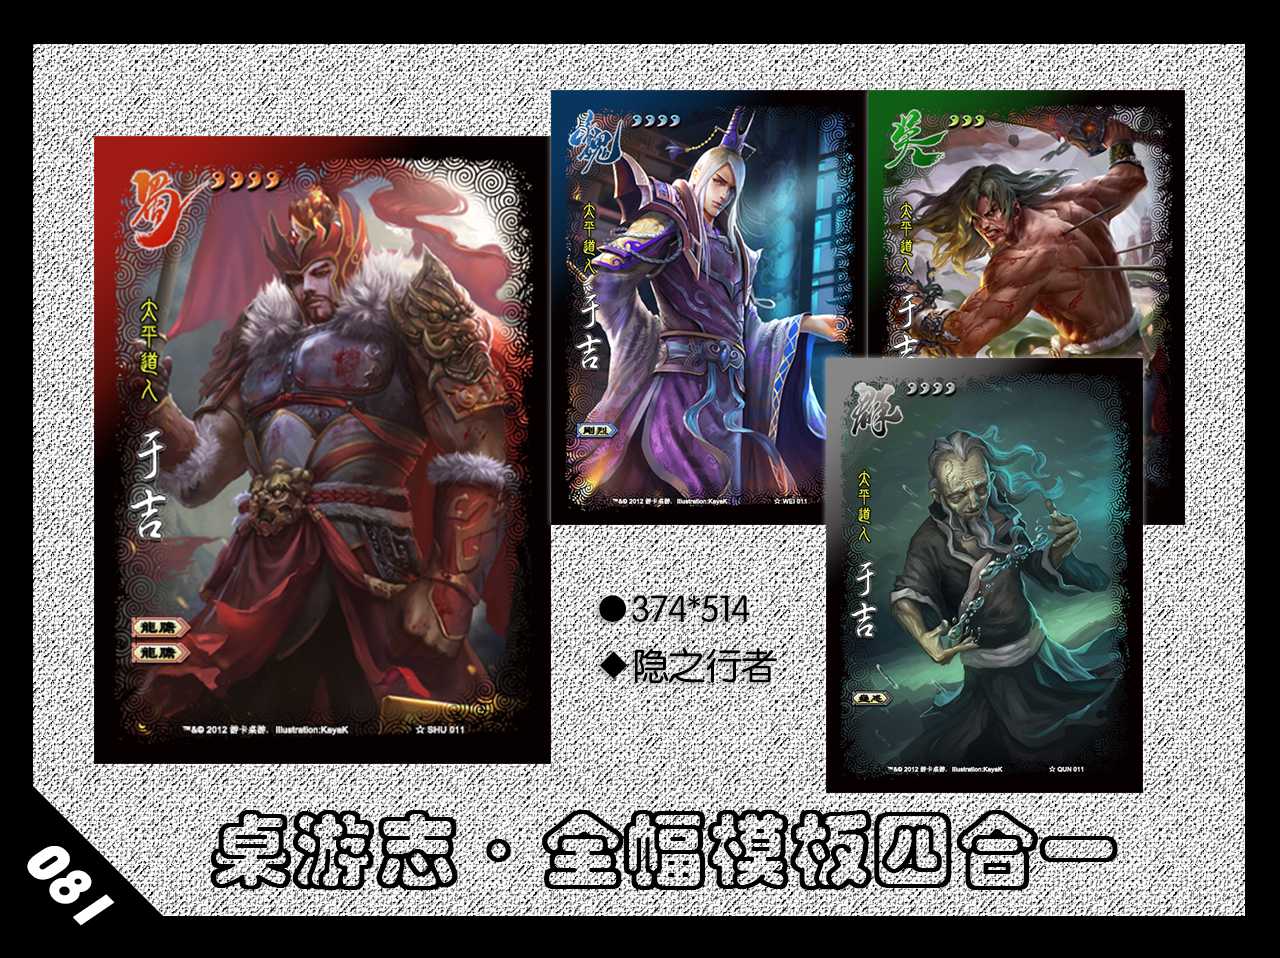 蜀
太平道人
于吉
龍膽
龍膽
™&© 2012 游卡桌游. Illustration:KayaK
☆ SHU 011
魏
太平道人
于吉
剛烈
™&© 2012 游卡桌游. Illustration:KayaK
☆ WEI 011
吴
太平道人
于吉
群
太平道人
于吉
™&© 2012 游卡桌游. Illustration:KayaK
☆ QUN 011
●374*514
◆隐之行者
桌游志·全幅模板四合一
081